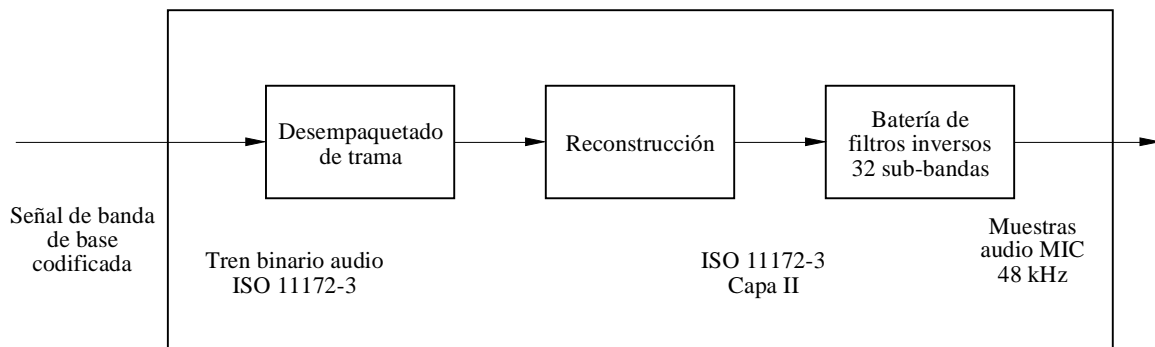 Desempaquetado
de trama
Reconstrucción
Batería de
filtros inversos
32 sub-bandas
Señal de banda
de base
codificada
Tren binario audio
ISO 11172-3
ISO 11172-3
Capa II
Muestras
audio MIC
48 kHz